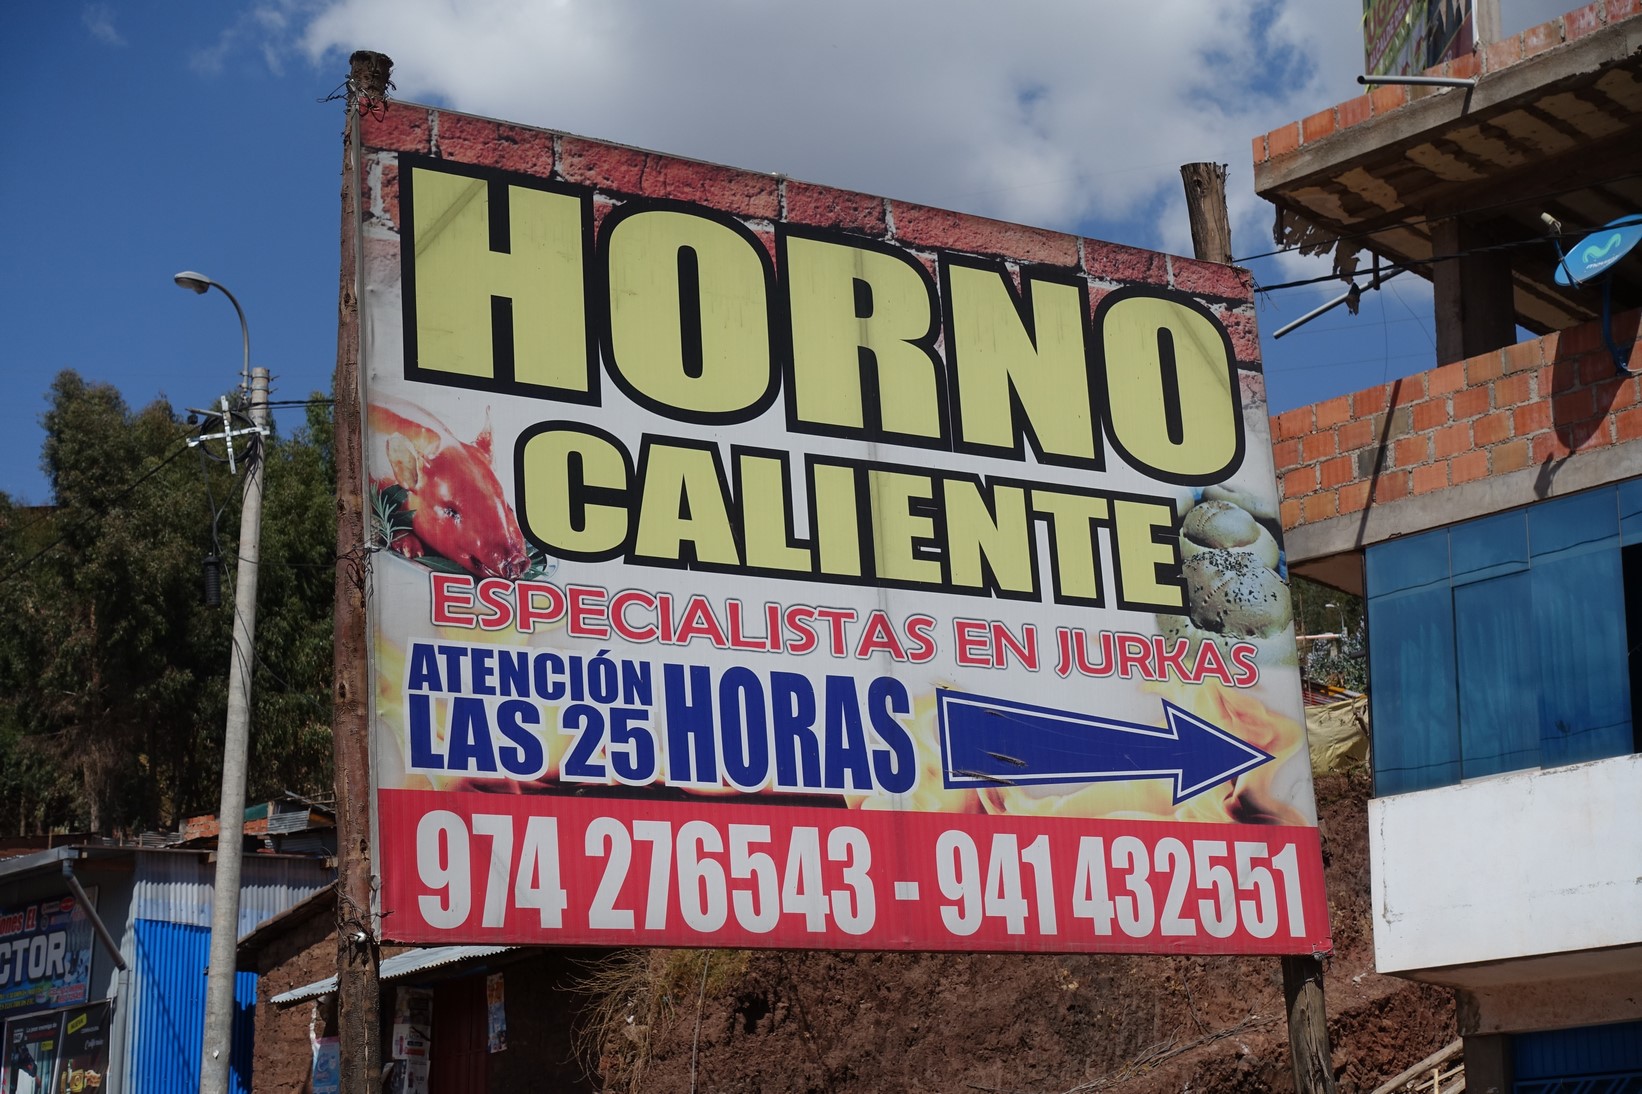 HORNO
CALIENTE
ESPECIALISTAS EN JURKAS
ATENCIÓN
LAS 25 HORAS
974 276543 - 941 432551